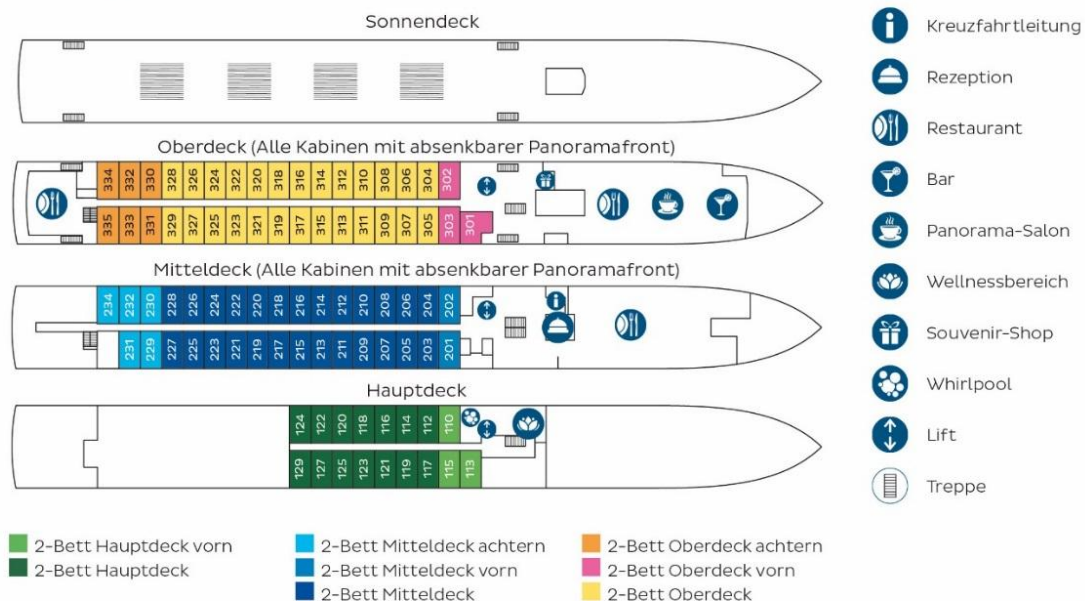 Sonnendeck
Oberdeck (Alle Kabinen mit absenkbarer Panoramafront)
334 332 330 328 326 324 322 320 318 316 314 312 310 308 306 304 302
335 333 331 329 327 325 323 321 319 317 315 313 311 309 307 305 303 301
Mitteldeck (Alle Kabinen mit absenkbarer Panoramafront)
234 232 230 228 226 224 222 220 218 216 214 212 210 208 206 204 202
231 229 227 225 223 221 219 217 215 213 211 209 207 205 203 201
Hauptdeck
124 122 120 118 116 114 112 110
129 127 125 123 121 119 117 115 113
2-Bett Hauptdeck vorn
2-Bett Hauptdeck
2-Bett Mitteldeck achtern
2-Bett Mitteldeck vorn
2-Bett Mitteldeck
2-Bett Oberdeck achtern
2-Bett Oberdeck vorn
2-Bett Oberdeck
Kreuzfahrtleitung
Rezeption
Restaurant
Bar
Panorama-Salon
Wellnessbereich
Souvenir-Shop
Whirlpool
Lift
Treppe